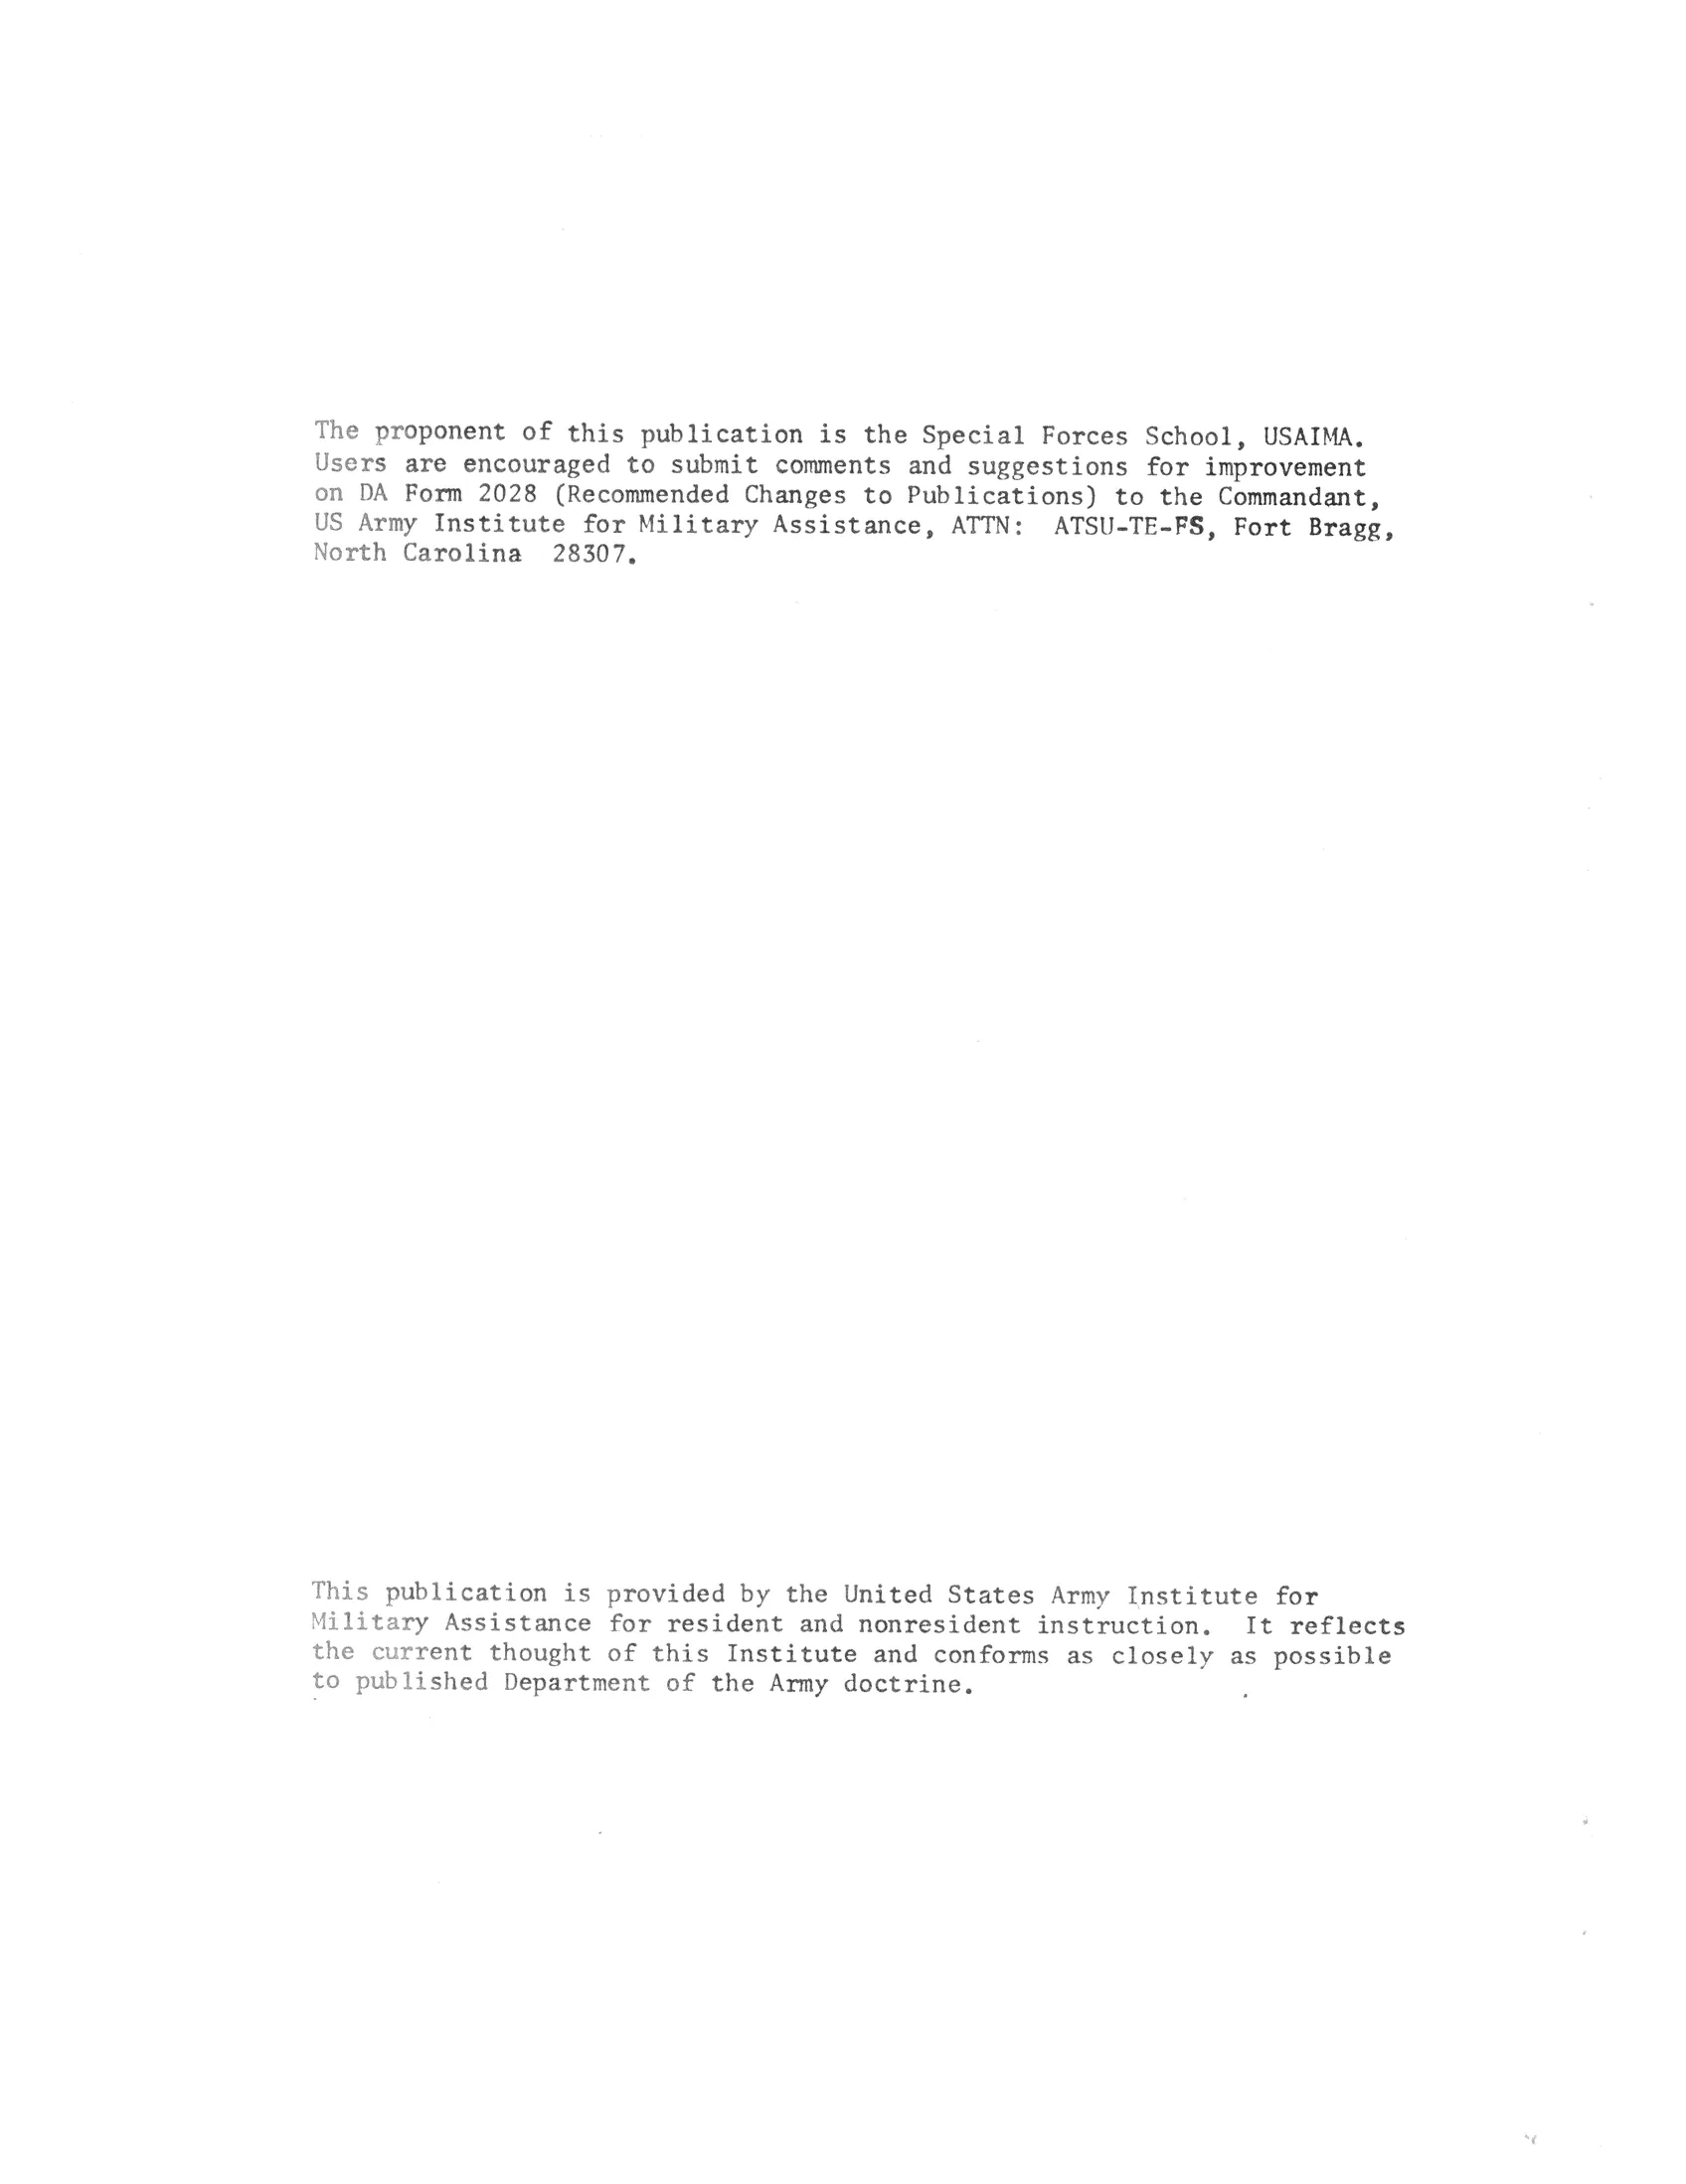 The proponent of this publication is the Special Forces School, USAIMA.
Users are encouraged to submit comments and suggestions for improvement
on DA Form 2028 (Recommended Changes to Publications) to the Commandant,
US Army Institute for Military Assistance, ATTN:  ATSU-TE-FS, Fort Bragg,
North Carolina  28307.
This publication is provided by the United States Army Institute for
Military Assistance for resident and nonresident instruction.  It reflects
the current thought of this Institute and conforms as closely as possible
to published Department of the Army doctrine.